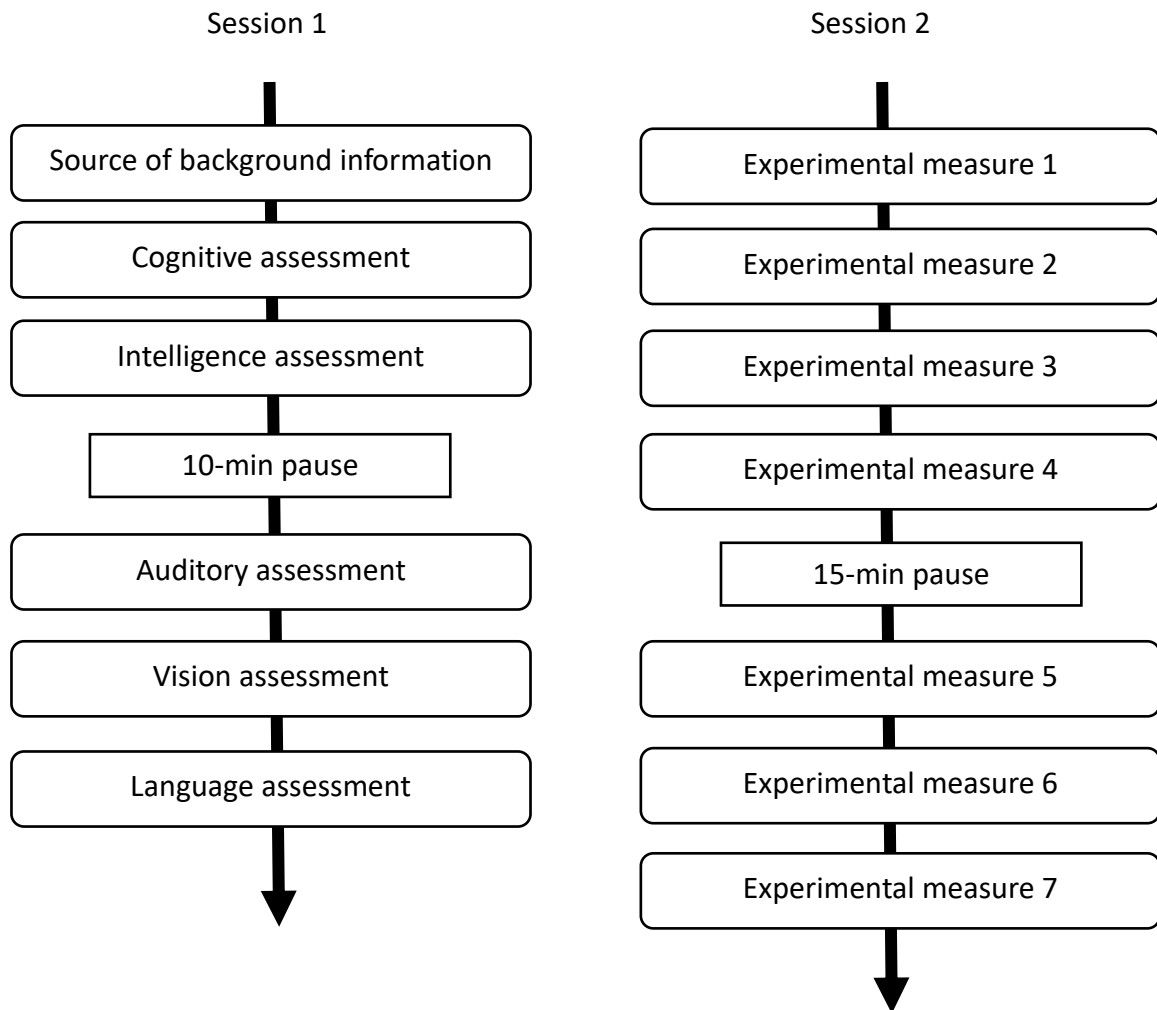 Session 1
Source of background information
Cognitive assessment
Intelligence assessment
10-min pause
Auditory assessment
Vision assessment
Language assessment
Session 2
Experimental measure 1
Experimental measure 2
Experimental measure 3
Experimental measure 4
15-min pause
Experimental measure 5
Experimental measure 6
Experimental measure 7